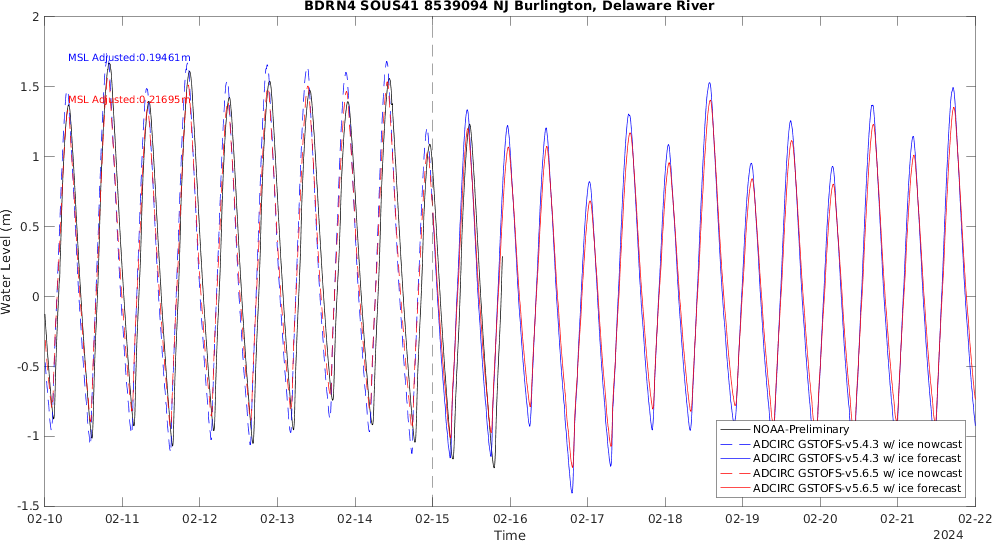 BDRN4 SOUS41 8539094 NJ Burlington, Delaware River
2
1.5
1
0.5
0
-0.5
-1
-1.5
Water Level (m)
MSL Adjusted:0.19461m
MSL Adjusted:0.21695m
NOAA-Preliminary
ADCIRC GSTOFS-v5.4.3 w/ ice nowcast
ADCIRC GSTOFS-v5.4.3 w/ ice forecast
ADCIRC GSTOFS-v5.6.5 w/ ice nowcast
ADCIRC GSTOFS-v5.6.5 w/ ice forecast
02-10 02-11 02-12 02-13 02-14 02-15 02-16 02-17 02-18 02-19 02-20 02-21 02-22
Time
2024